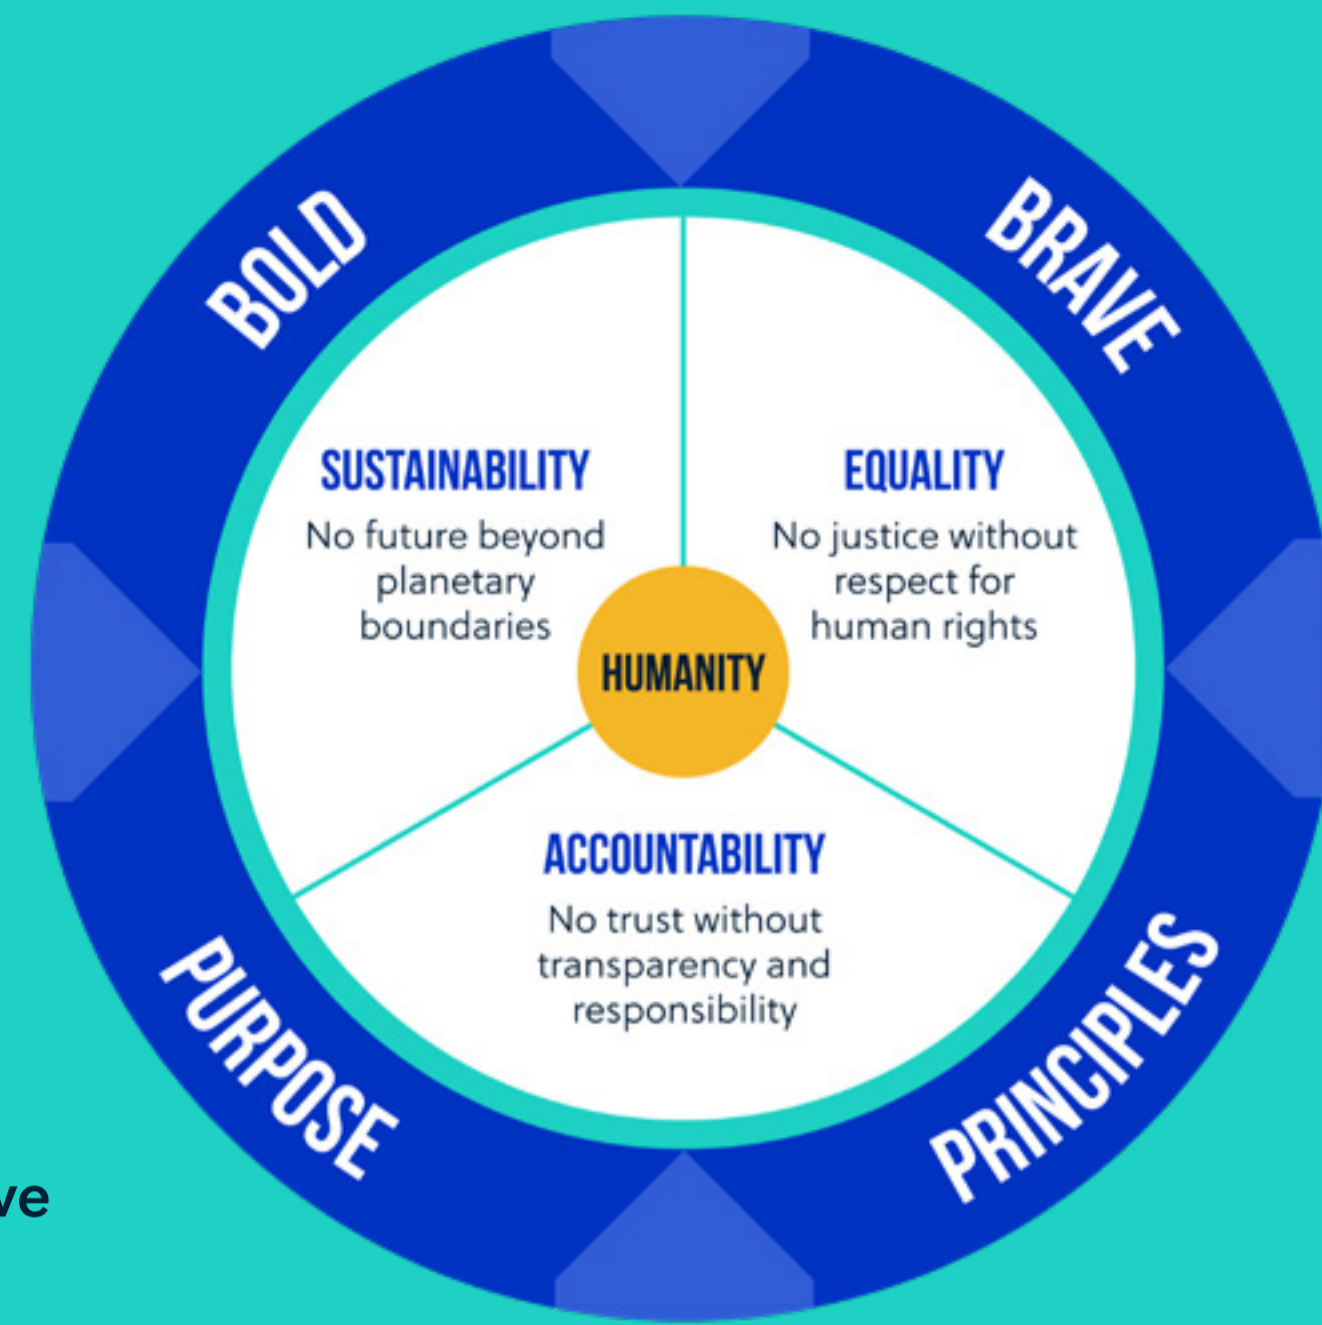 BOLD
BRAVE
SUSTAINABILITY
No future beyond
planetary
boundaries
EQUALITY
No justice without
respect for
human rights
HUMANITY
ACCOUNTABILITY
No trust without
transparency and
responsibility
PURPOSE
PRINCIPLES